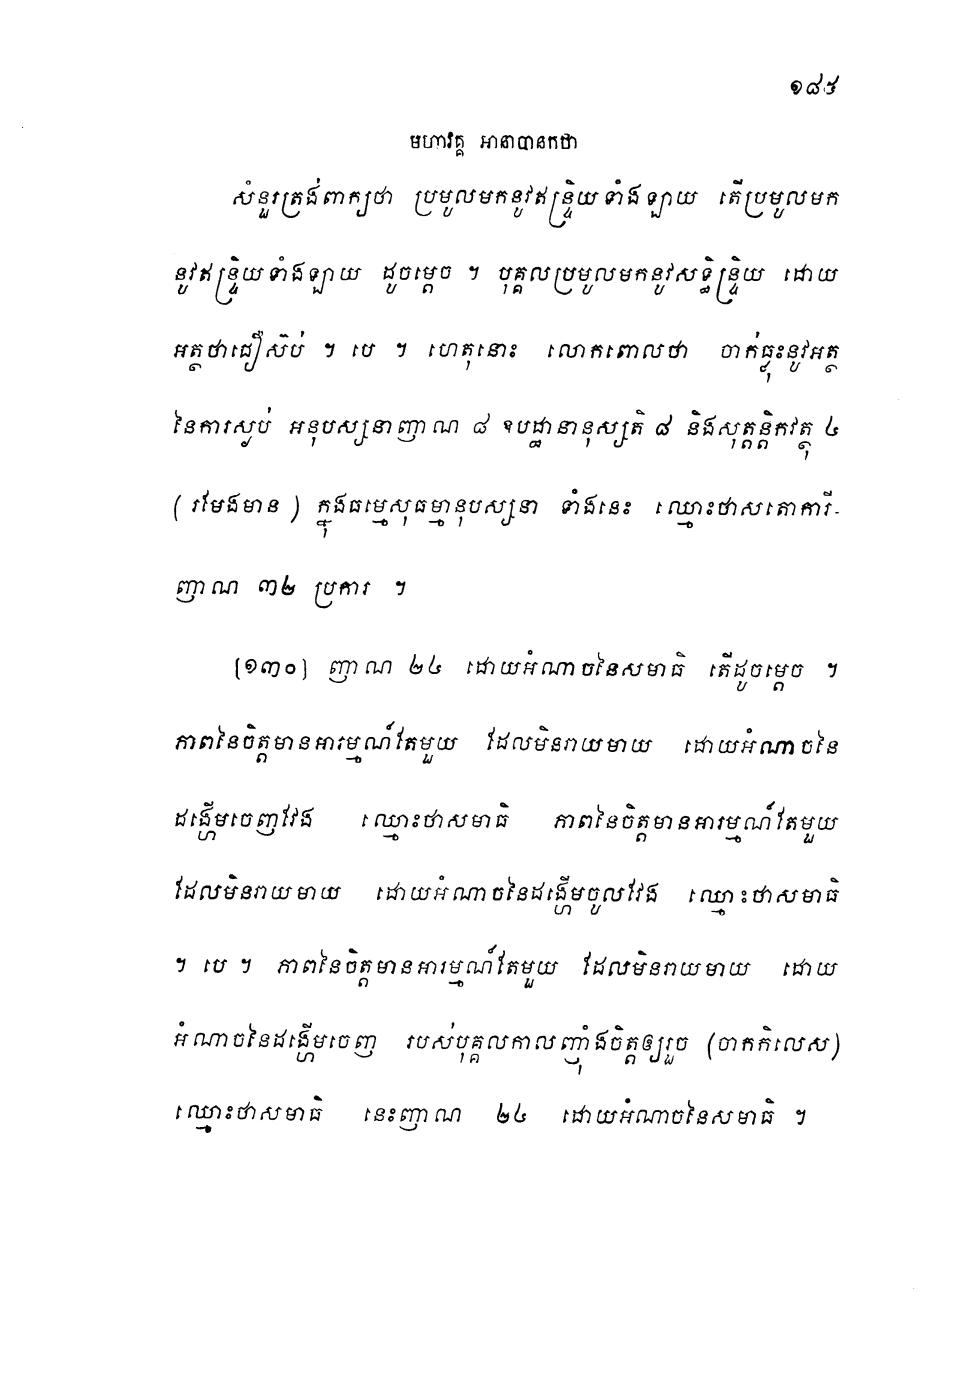 ១៨៥
មហាវគ្គ អានាបានកថា
សំនួរត្រង់ពាក្យថា ប្រមូលមកនូវឥន្ទ្រិយទាំងឡាយ តើប្រមូលមក
នូវឥន្ទ្រិយទាំងឡាយ ដូចម្តេច ។ បុគ្គលប្រមូលមកនូវសទ្ធិន្ទ្រិយ ដោយ
អត្ថថាជឿស៊ប់ ។ បេ ។ ហេតុនោះ លោកពោលថា ចាក់ធ្លុះនូវអត្ថ
នៃការស្ងប់ អនុបស្សនាញាណ ៨ ឧបដ្ឋានានុស្សតិ ៨ និងសុត្តន្តិកវត្ថុ ៤
(រមែងមាន) ក្នុងធម្មេសុធម្មានុបស្សនា ទាំងនេះ ឈ្មោះថាសតោការី-
ញាណ ៣២ ប្រការ ។
[១៣០] ញាណ ២៤ ដោយអំណាចនៃសមាធិ តើដូចម្តេច ។
ភាពនៃចិត្តមានអារម្មណ៍តែមួយ ដែលមិនរាយមាយ ដោយអំណាចនៃ
ដង្ហើមចេញវែង ឈ្មោះថាសមាធិ ភាពនៃចិត្តមានអារម្មណ៍តែមួយ
ដែលមិនរាយមាយ ដោយអំណាចនៃដង្ហើមចូលវែង ឈ្មោះថាសមាធិ
។ បេ ។ ភាពនៃចិត្តមានអារម្មណ៍តែមួយ ដែលមិនរាយមាយ ដោយ
អំណាចនៃដង្ហើមចេញ របស់បុគ្គលកាលញ៉ាំងចិត្តឲ្យរួច (ចាកកិលេស)
ឈ្មោះថាសមាធិ នេះញាណ ២៤ ដោយអំណាចនៃសមាធិ ។